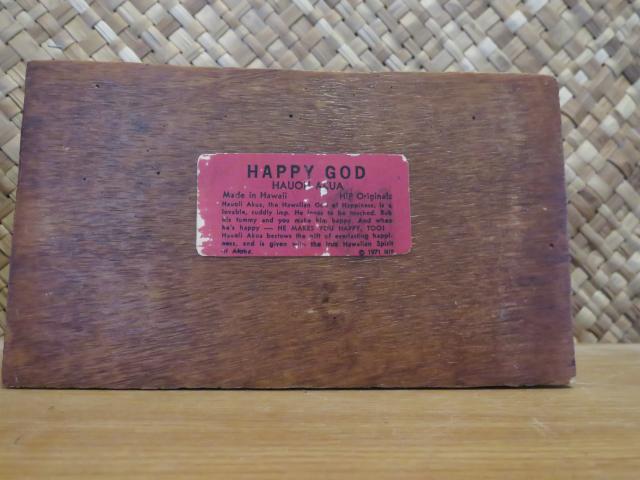 HAPPY GOD
HAUOLI AKUA
Made in Hawaii HIP Originals
Hauoli Akua, the Hawaiian God of Happiness, is a
lovable, cuddly imp. He loves to be touched. Rub
his tummy and you make him happy. And when
he's happy — HE MAKES YOU HAPPY, TOO!
Hauoli Akua bestows the gift of everlasting happi-
ness, and is given with the true Hawaiian Spirit
of Aloha.
© 1971 HIP